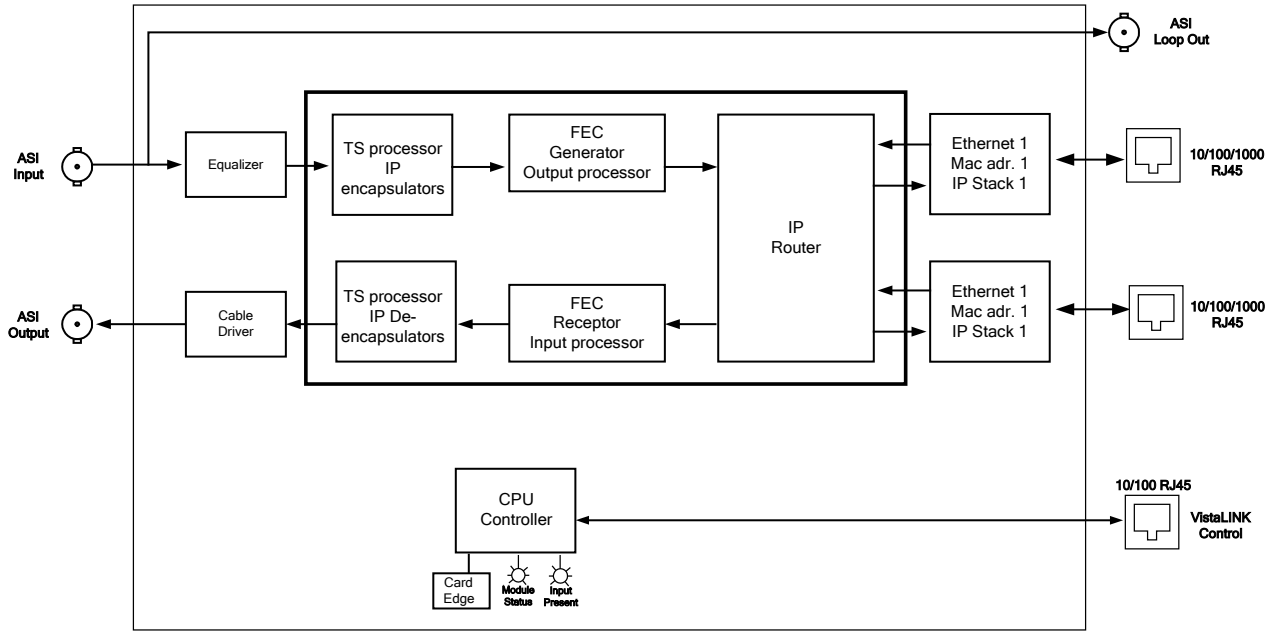 ASI
Loop Out
ASI
Input
Equalizer
TS processor
IP
encapsulators
FEC
Generator
Output processor
IP
Router
Ethernet 1
Mac adr. 1
IP Stack 1
10/100/1000
RJ45
ASI
Output
Cable
Driver
TS processor
IP De-
encapsulators
FEC
Receptor
Input processor
Ethernet 1
Mac adr. 1
IP Stack 1
10/100/1000
RJ45
CPU
Controller
10/100 RJ45
VistaLINK
Control
Card
Edge
Module
Status
Input
Present